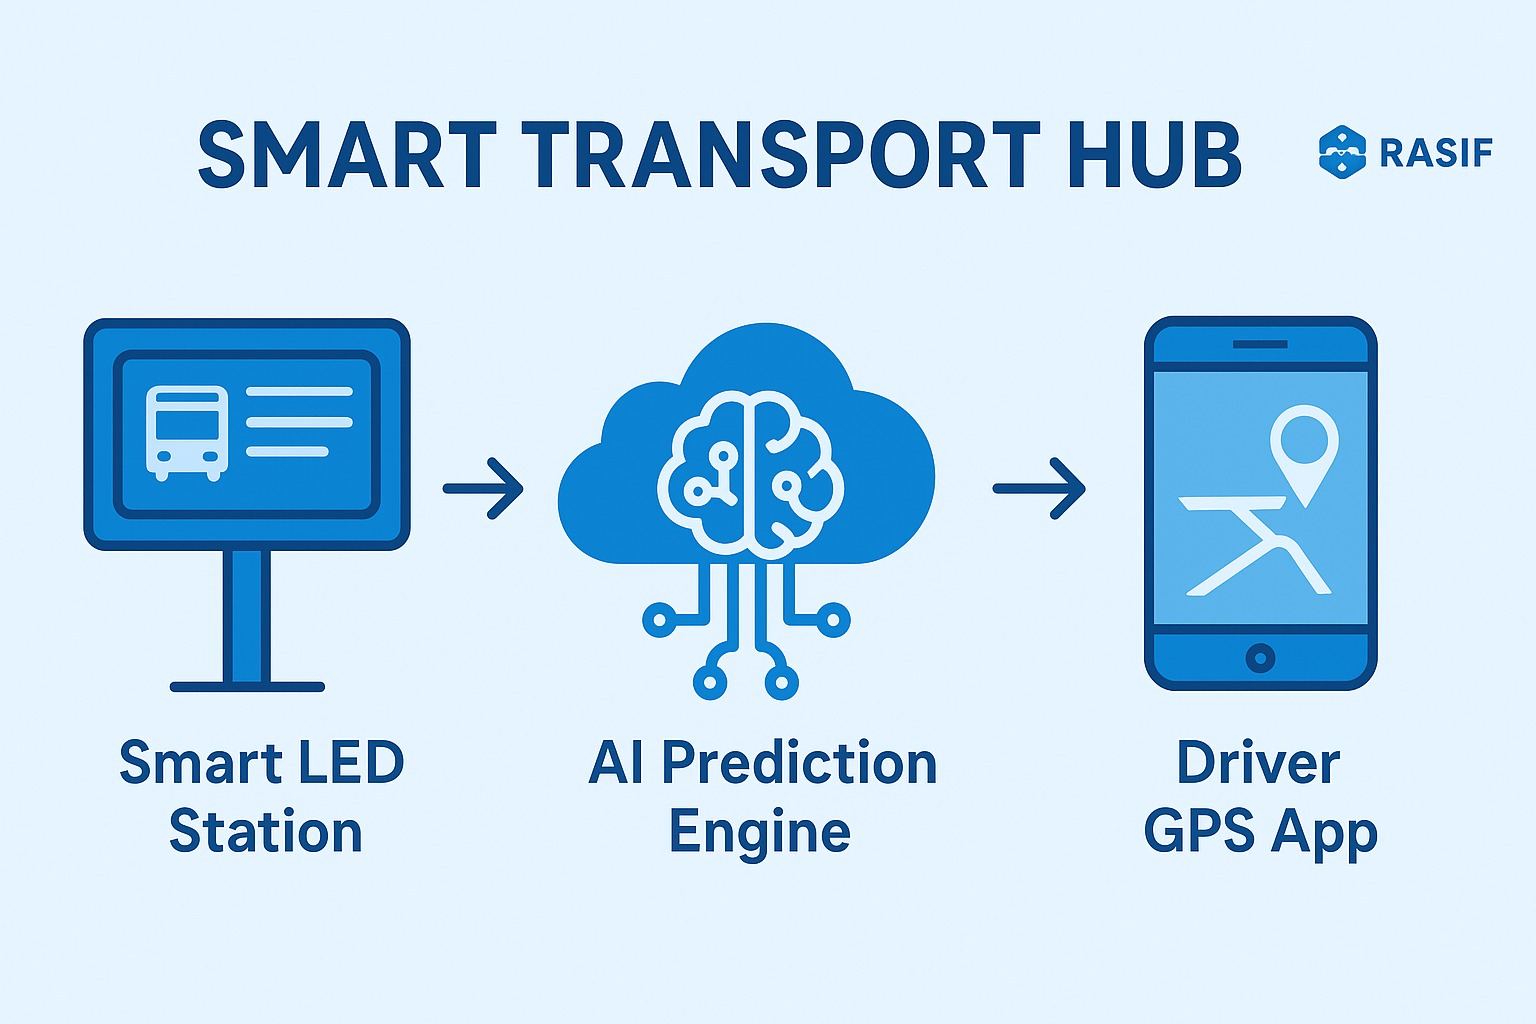 SMART TRANSPORT HUB
RASIF
Smart LED
Station
AI Prediction
Engine
Driver
GPS App